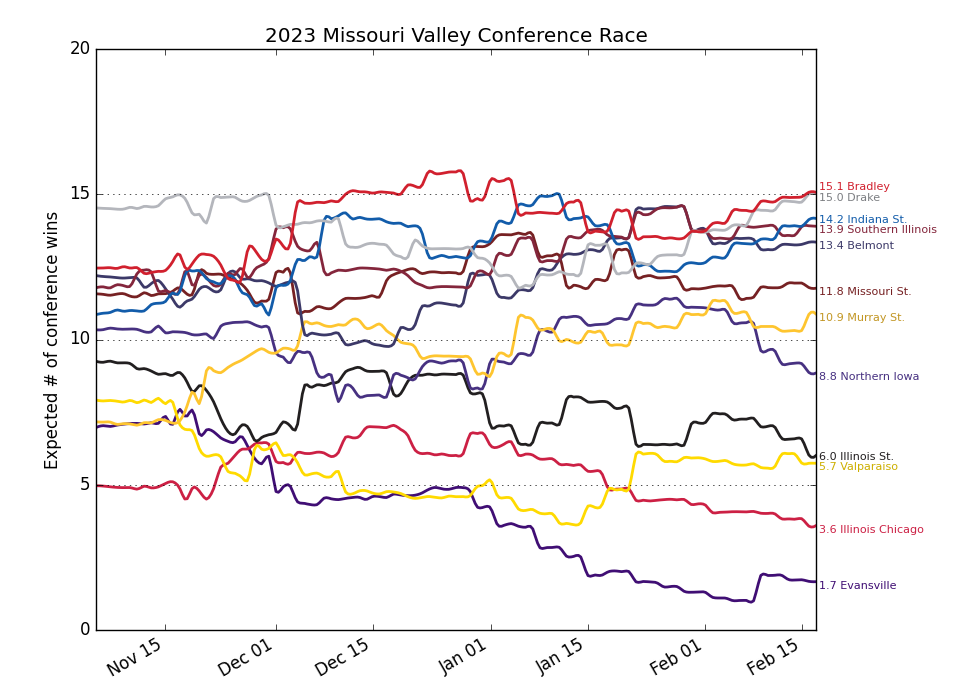 2023 Missouri Valley Conference Race
Expected # of conference wins
20
15
10
5
0
15.1 Bradley
15.0 Drake
14.2 Indiana St.
13.9 Southern Illinois
13.4 Belmont
11.8 Missouri St.
10.9 Murray St.
8.8 Northern Iowa
6.0 Illinois St.
5.7 Valparaiso
3.6 Illinois Chicago
1.7 Evansville
Nov 15
Dec 01
Dec 15
Jan 01
Jan 15
Feb 01
Feb 15